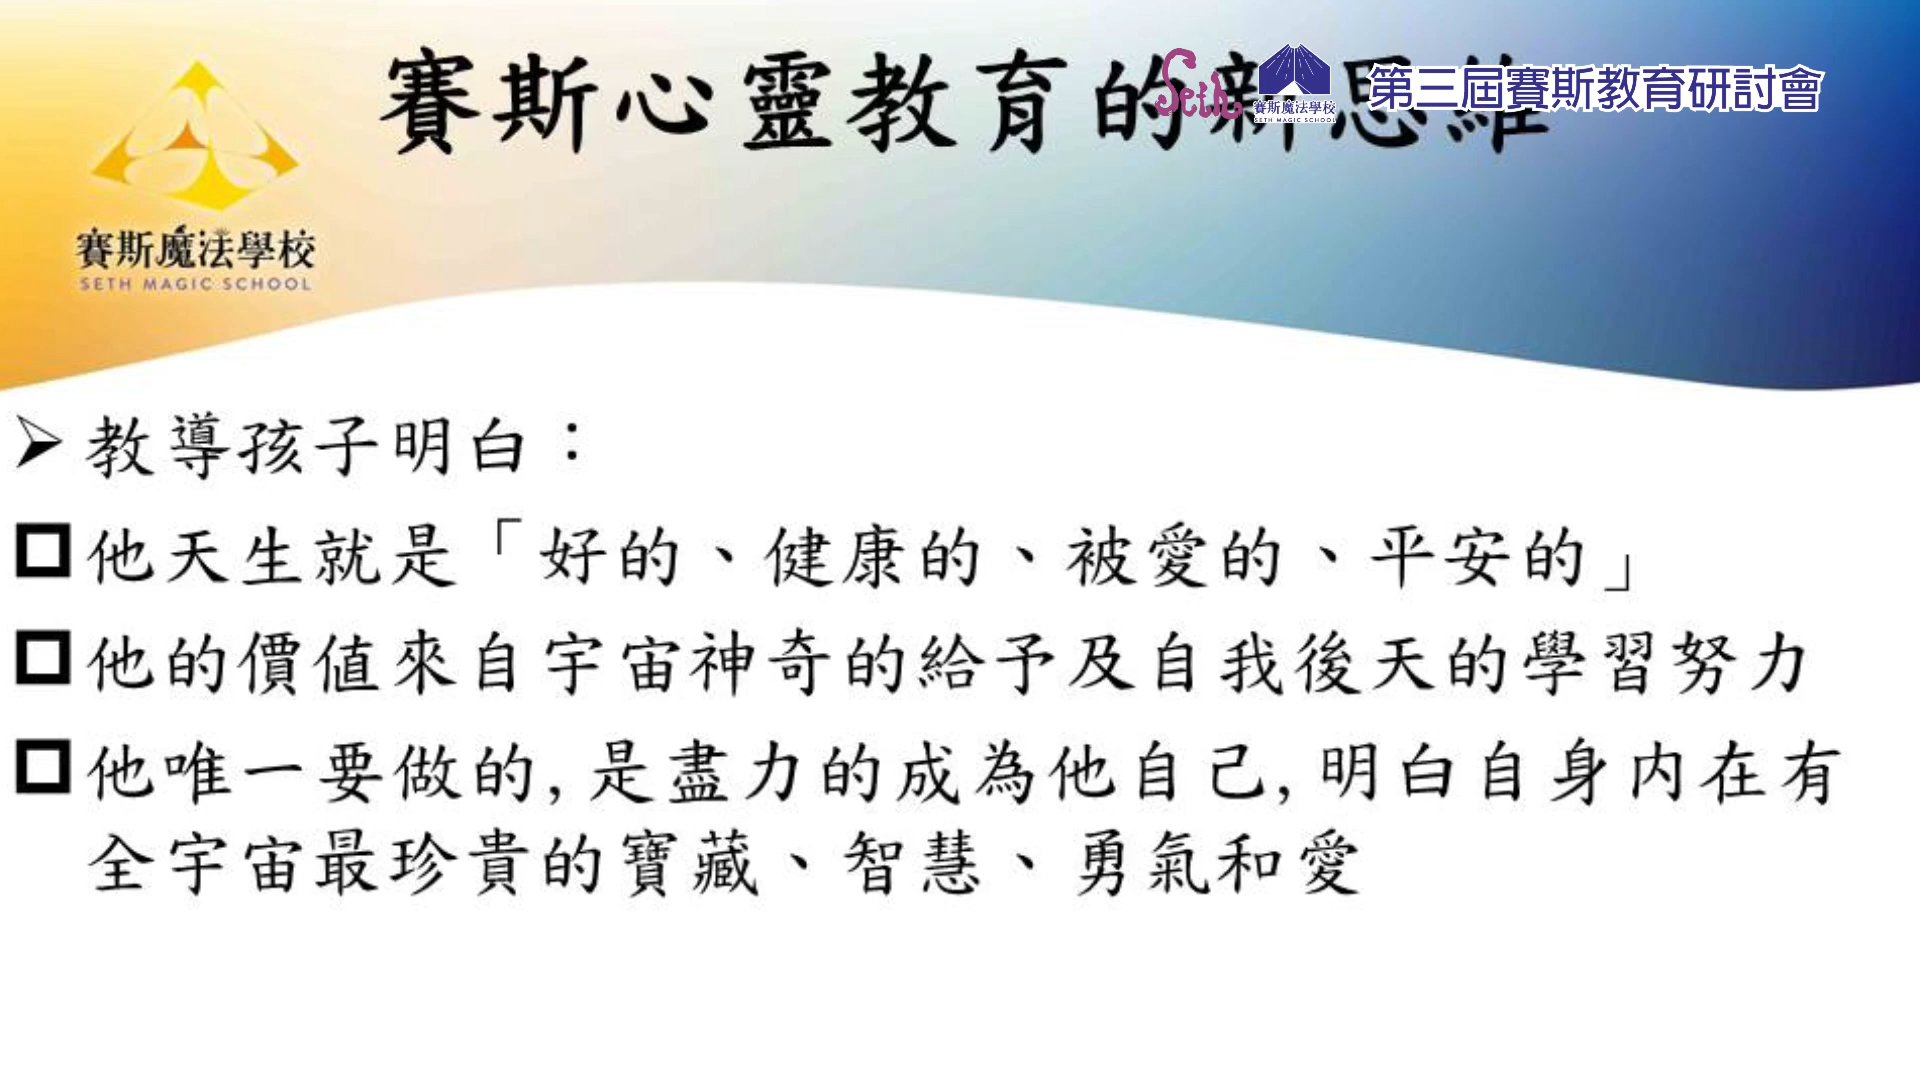 賽斯心靈教育的新思維
Seth
賽斯魔法學校
SETH MAGIC SCHOOL
第三屆賽斯教育研討會
賽斯魔法學校
SETH MAGIC SCHOOL
➢教導孩子明白：
他天生就是「好的、健康的、被愛的、平安的」
他的價值來自宇宙神奇的給予及自我後天的學習努力
他唯一要做的,是盡力的成為他自己,明白自身內在有
全宇宙最珍貴的寶藏、智慧、勇氣和愛